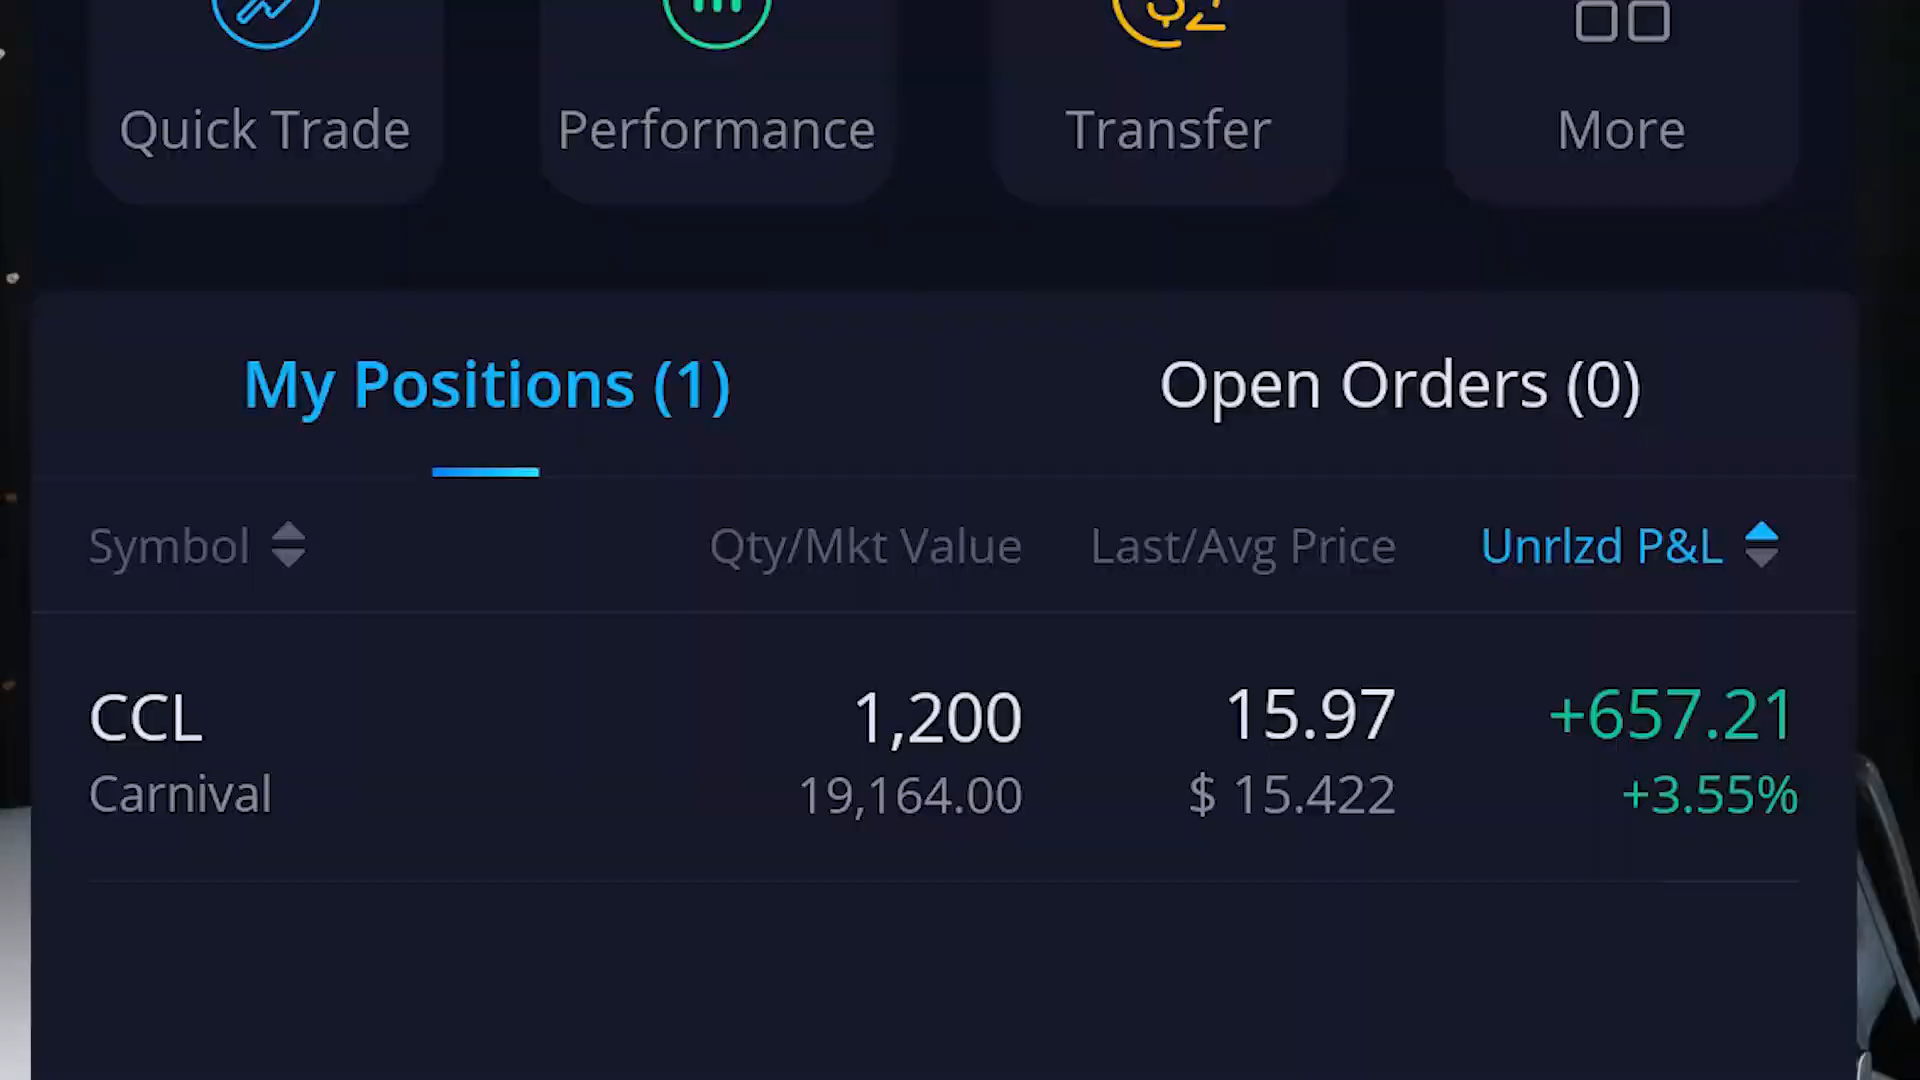 Quick Trade Performance Transfer More
My Positions (1) Open Orders (0)
Symbol Qty/Mkt Value Last/Avg Price Unrlzd P&L
CCL 1,200 15.97 +657.21
Carnival 19,164.00 $ 15.422 +3.55%